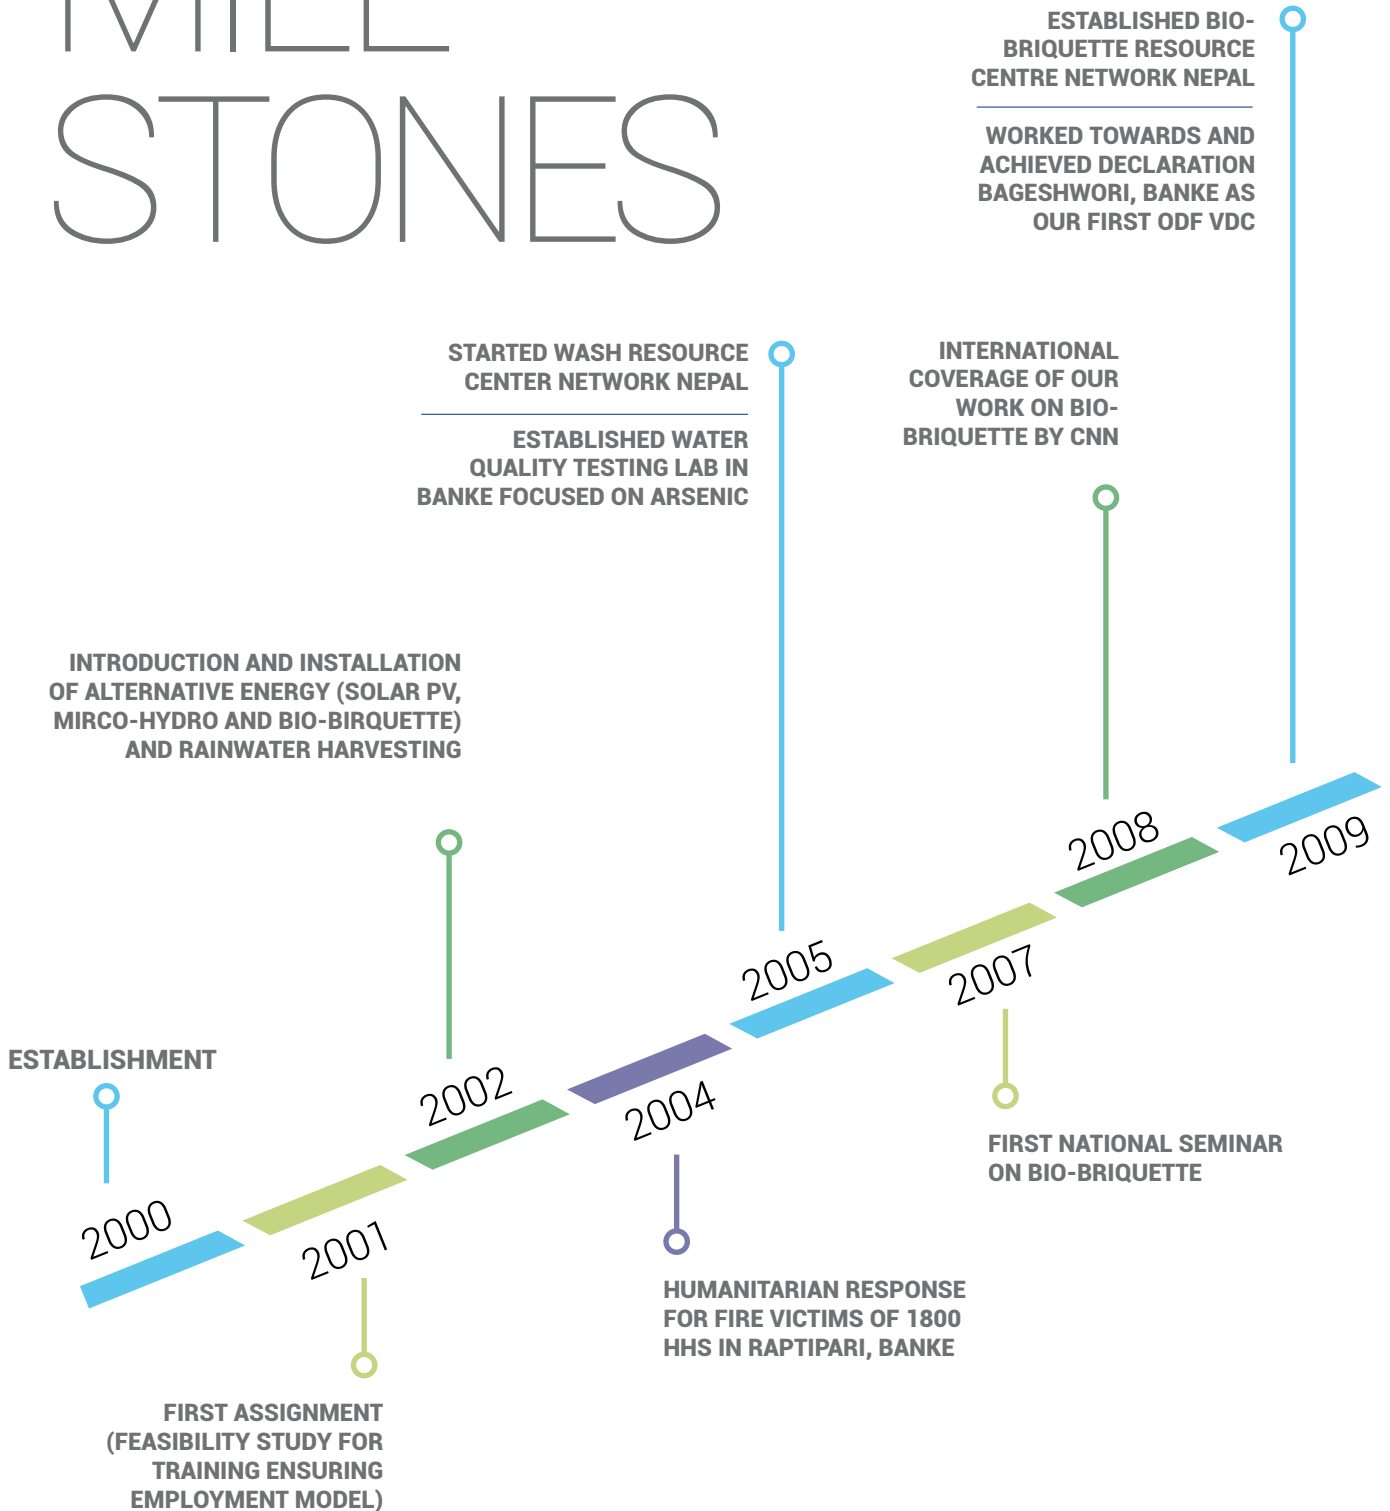 MILL
STONES
ESTABLISHED BIO-
BRIQUETTE RESOURCE
CENTRE NETWORK NEPAL
WORKED TOWARDS AND
ACHIEVED DECLARATION
BAGESHWORI, BANKE AS
OUR FIRST ODF VDC
STARTED WASH RESOURCE
CENTER NETWORK NEPAL
ESTABLISHED WATER
QUALITY TESTING LAB IN
BANKE FOCUSED ON ARSENIC
INTERNATIONAL
COVERAGE OF OUR
WORK ON BIO-
BRIQUETTE BY CNN
INTRODUCTION AND INSTALLATION
OF ALTERNATIVE ENERGY (SOLAR PV,
MIRCO-HYDRO AND BIO-BIRQUETTE)
AND RAINWATER HARVESTING
2008
2009
2005
2007
ESTABLISHMENT
2002
2004
FIRST NATIONAL SEMINAR
ON BIO-BRIQUETTE
2000
2001
HUMANITARIAN RESPONSE
FOR FIRE VICTIMS OF 1800
HHS IN RAPTIPARI, BANKE
FIRST ASSIGNMENT
(FEASIBILITY STUDY FOR
TRAINING ENSURING
EMPLOYMENT MODEL)